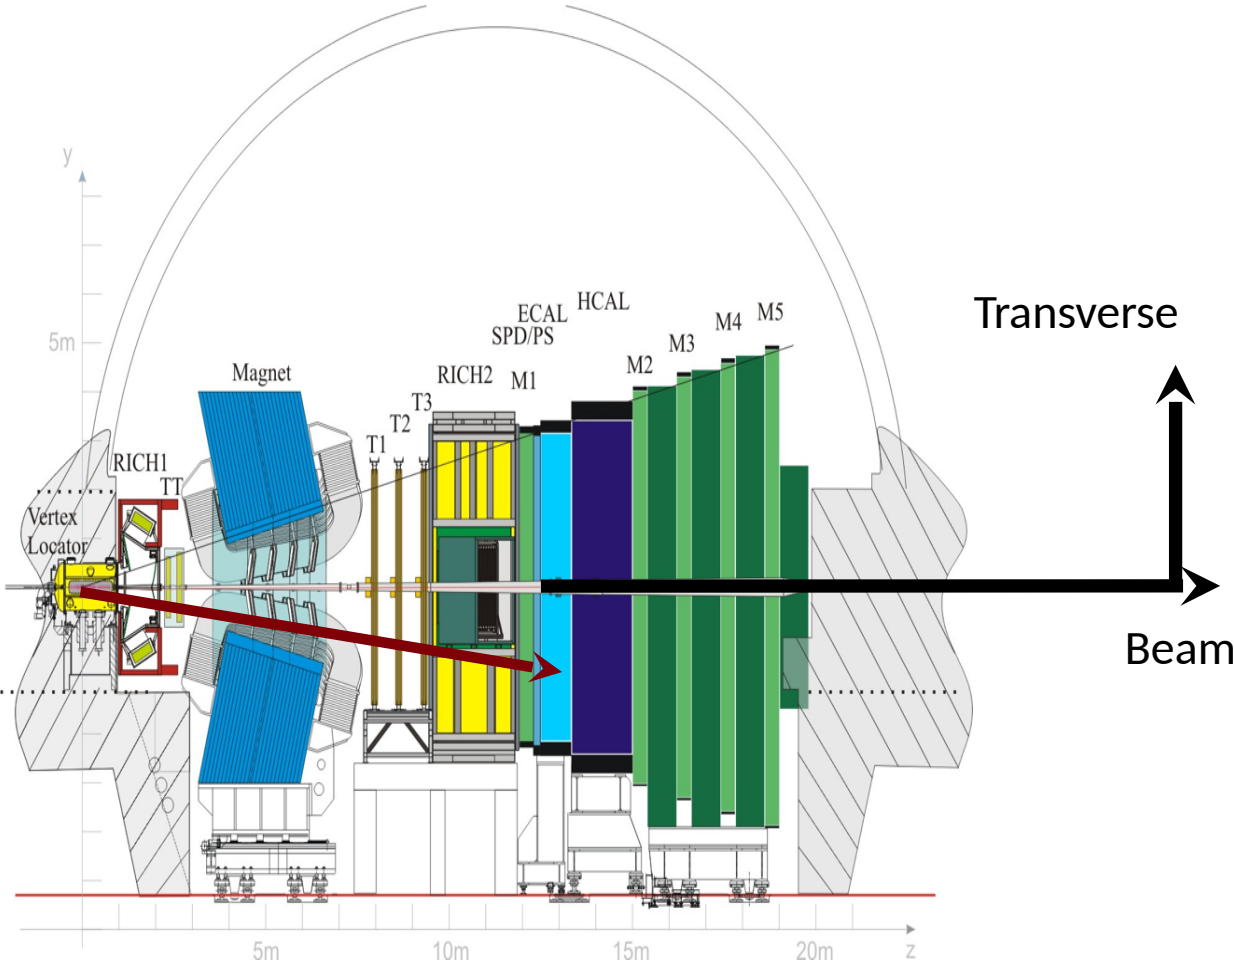 y
HCAL
ECAL
SPD/PS
M5
M4
M3
M2
M1
RICH2
T3
T2
T1
Magnet
5m
RICH1
TT
Vertex
Locator
Transverse
Beam
5m
10m
15m
20m
z